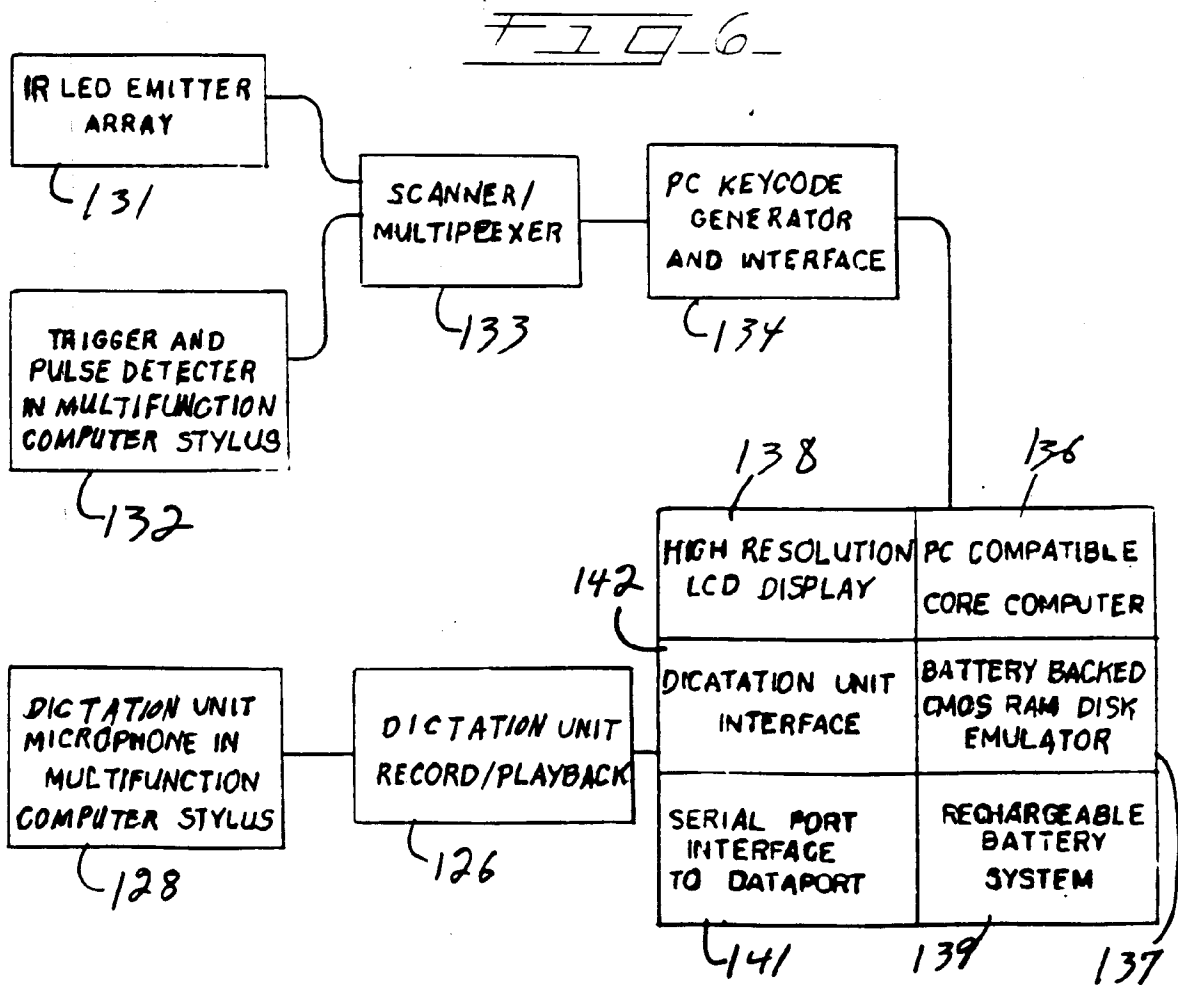 FIG_6_
IR LED EMITTER
ARRAY
131
SCANNER/
MULTIPLEXER
133
PC KEYCODE
GENERATOR
AND INTERFACE
134
TRIGGER AND
PULSE DETECTER
IN MULTIFUNCTION
COMPUTER STYLUS
132
138
136
HIGH RESOLUTION
LCD DISPLAY
PC COMPATIBLE
CORE COMPUTER
142
DICATATION UNIT
INTERFACE
BATTERY BACKED
CMOS RAM DISK
EMULATOR
DICTATION UNIT
MICROPHONE IN
MULTIFUNCTION
COMPUTER STYLUS
128
DICTATION UNIT
RECORD/PLAYBACK
126
SERIAL PORT
INTERFACE
TO DATAPORT
RECHARGEABLE
BATTERY
SYSTEM
141
139
137